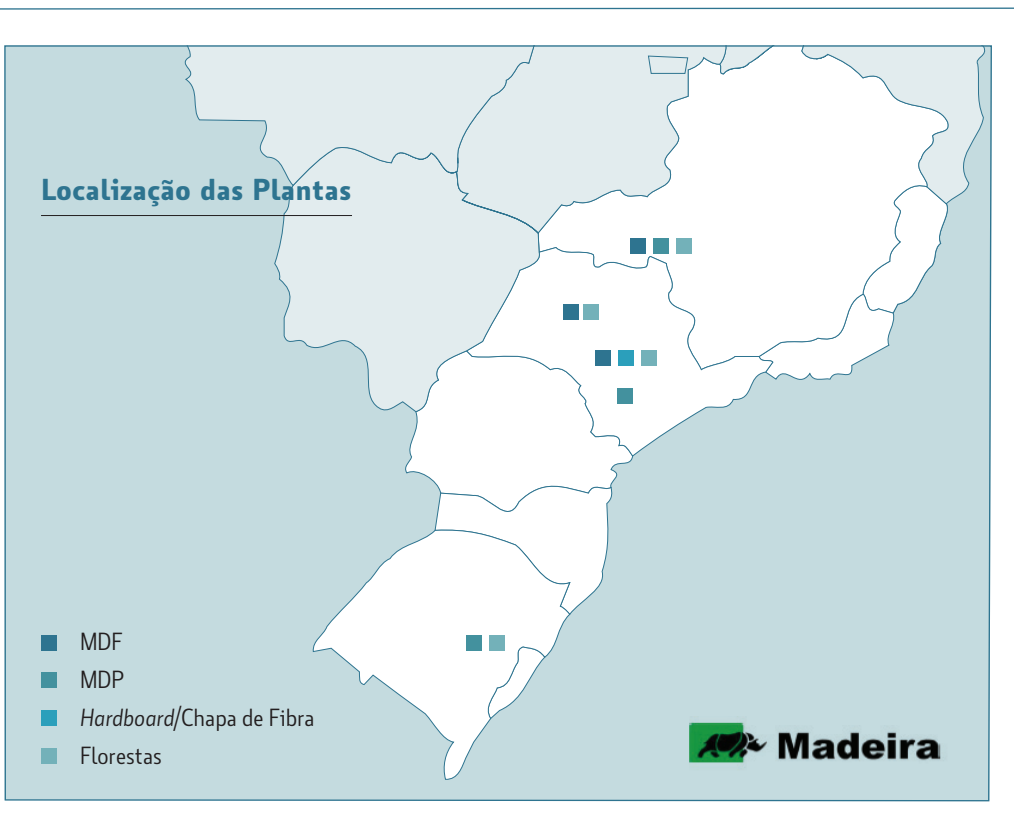 Localização das Plantas
MDF
MDP
Hardboard/Chapa de Fibra
Florestas
Madeira